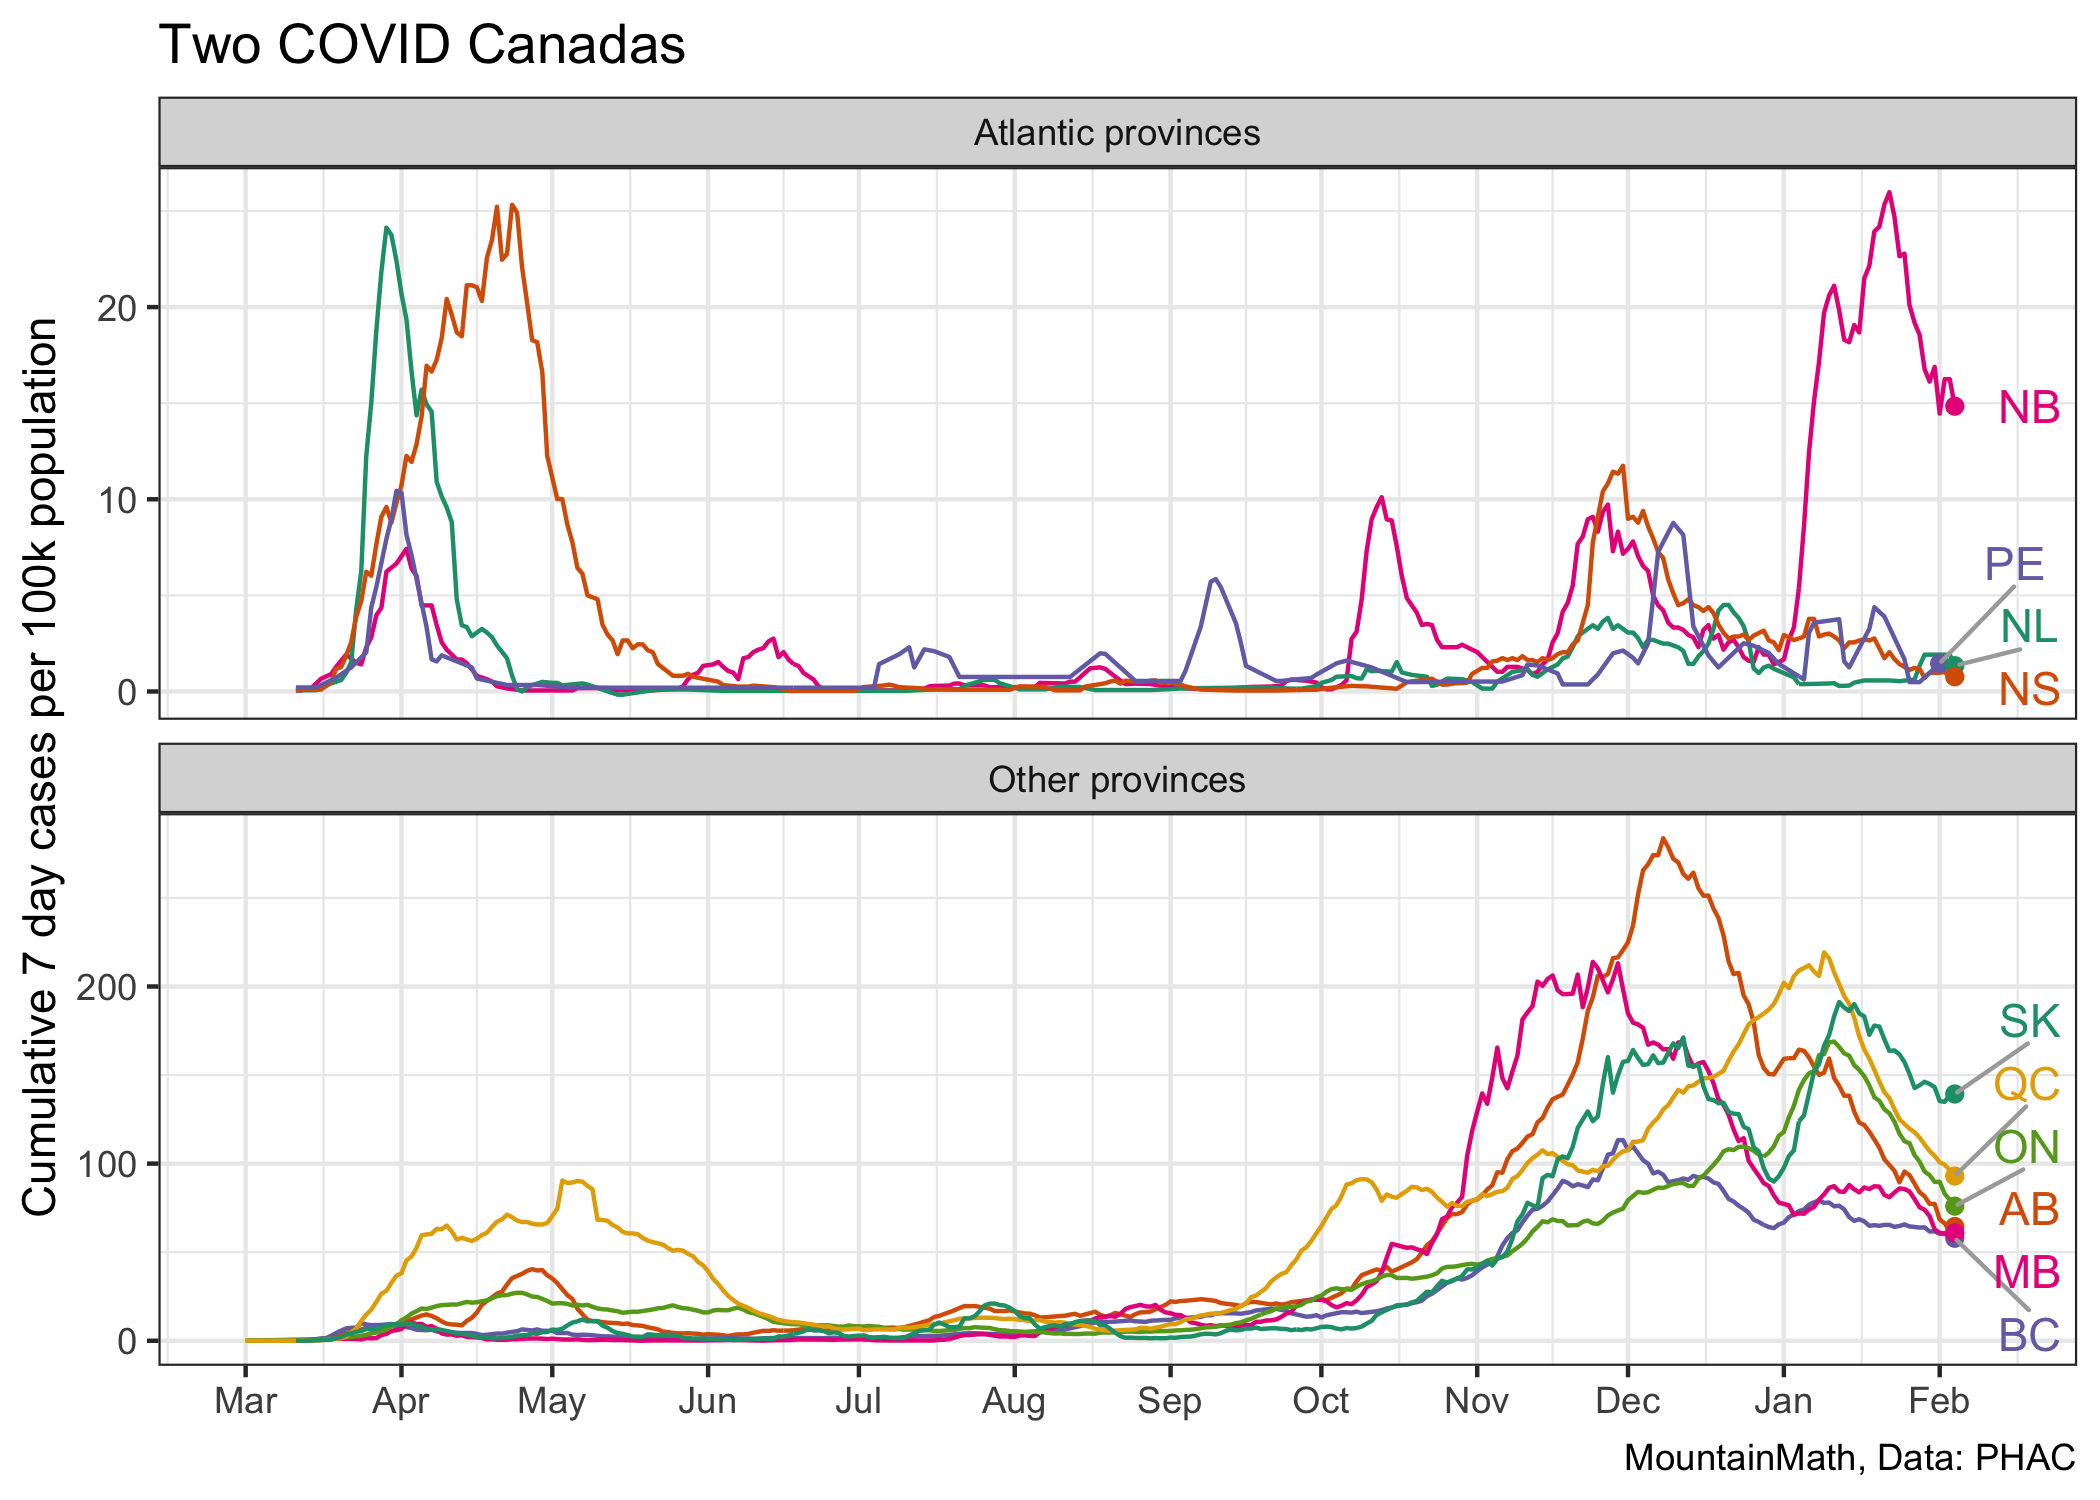 Two COVID Canadas
Atlantic provinces
Cumulative 7 day cases per 100k population
20
10
0
NB
PE
NL
NS
Other provinces
200
100
0
SK
QC
ON
AB
MB
BC
Mar Apr May Jun Jul Aug Sep Oct Nov Dec Jan Feb
MountainMath, Data: PHAC